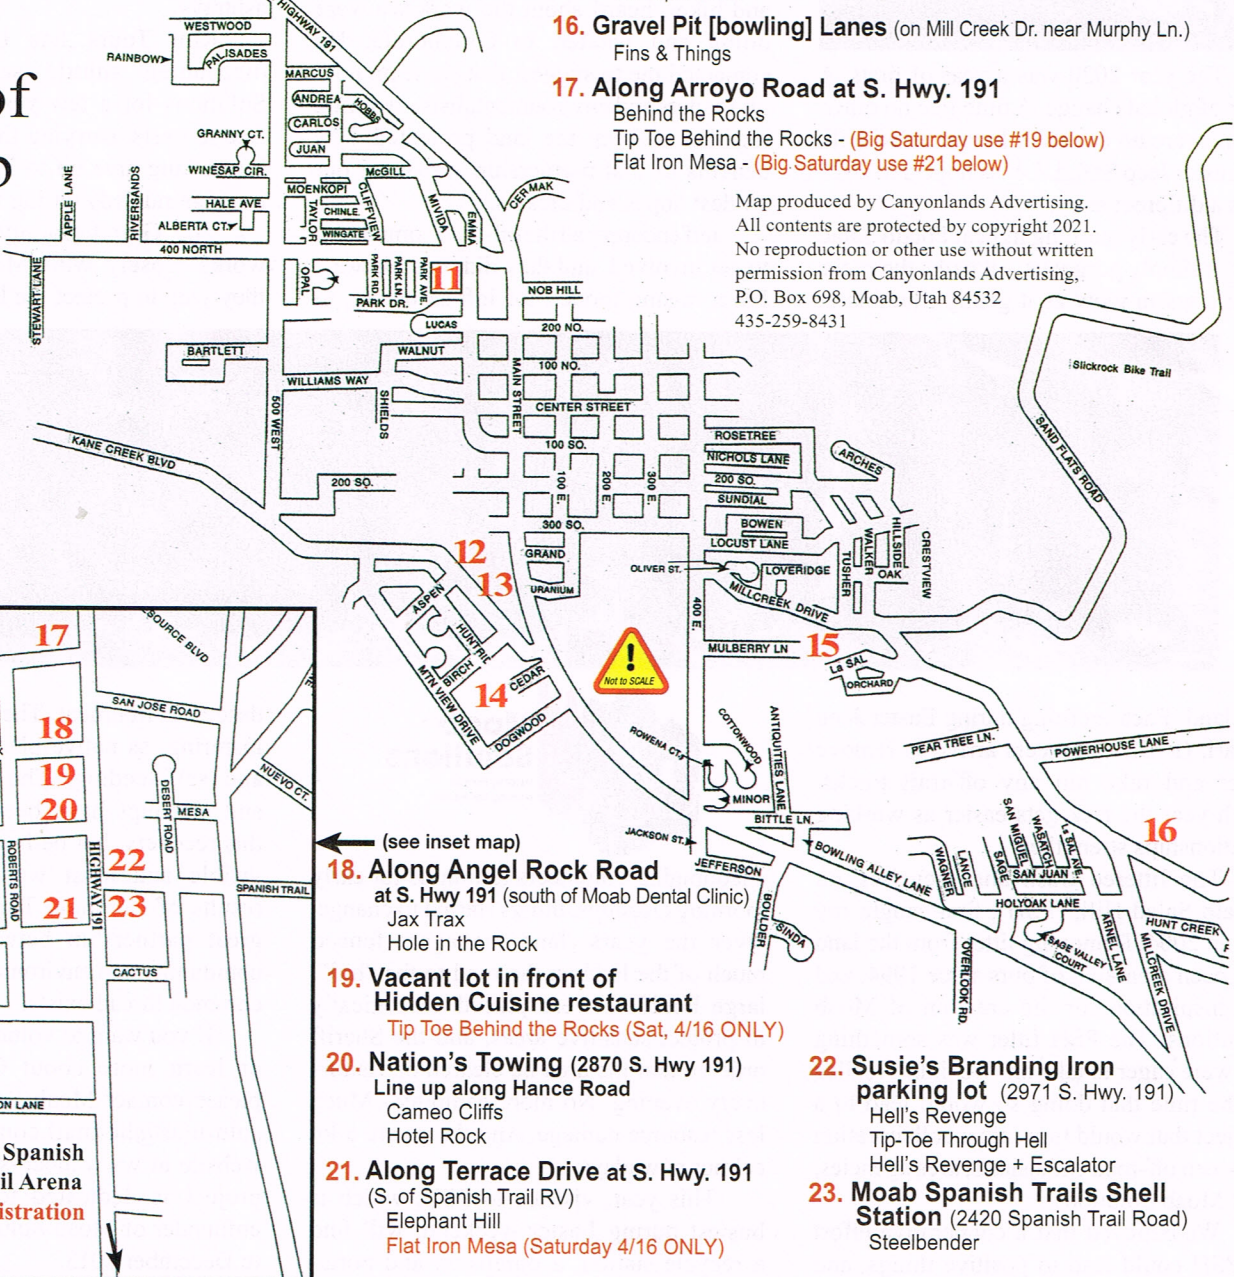 of
p
HIGHWAY 191
WESTWOOD
RAINBOW
PALISADES
MARCUS
ANDREA
HOBBS
CARLOS
GRANNY CT.
JUAN
WINESAP CIR.
McGILL
MOENKOPI
APPLE LANE
RIVERSANDS
HALE AVE
ALBERTA CT.
TAYLOR
CHINLE
WINGATE
CLIFFVIEW
MIVIDA
EMMA
CERMAK
400 NORTH
STEWART LANE
OPAL
PARK RD.
PARK LN.
PARK AVE.
11
PARK DR.
LUCAS
NOB HILL
200 NO.
BARTLETT
WALNUT
MAIN STREET
100 NO.
WILLIAMS WAY
SHIELDS
500 WEST
CENTER STREET
100 SO.
KANE CREEK BLVD
200 SO.
100 E.
200 E.
300 E.
300 SO.
ROSETREE
NICHOLS LANE
200 SO.
SUNDIAL
BOWEN
LOCUST LANE
ARCHES
OLIVER ST.
LOVERIDGE
TUSHER
WALKER
HILLSIDE
OAK
CRESTVIEW
MILLCREEK DRIVE
SAND FLATS ROAD
Slickrock Bike Trail
12
13
GRAND
URANIUM
ASPEN
HUNTRIE
BIRCH
MTN VIEW DRIVE
CEDAR
14
DOGWOOD
!
Not to SCALE
400 E.
MULBERRY LN
15
La SAL
ORCHARD
PEAR TREE LN.
POWERHOUSE LANE
ROWENA CT.
COTTONWOOD
ANTIQUITIES LANE
MINOR
BITTLE LN.
JACKSON ST.
JEFFERSON
BOWLING ALLEY LANE
BOULDER
WAGNER
LANCE
SAGE
SAN MIGUEL
WASATCH
La SAL AVE.
SAN JUAN
16
HOLYOAK LANE
SAGE VALLEY
COURT
ARNEL LANE
HUNT CREEK
MILLCREEK DRIVE
OVERLOOK RD.
16. Gravel Pit [bowling] Lanes (on Mill Creek Dr. near Murphy Ln.)
Fins & Things
17. Along Arroyo Road at S. Hwy. 191
Behind the Rocks
Tip Toe Behind the Rocks - (Big Saturday use #19 below)
Flat Iron Mesa - (Big Saturday use #21 below)
Map produced by Canyonlands Advertising.
All contents are protected by copyright 2021.
No reproduction or other use without written
permission from Canyonlands Advertising,
P.O. Box 698, Moab, Utah 84532
435-259-8431
17
SOURCE BLVD
SAN JOSE ROAD
18
19
20
NUEVO CT.
DESERT ROAD
MESA
ROBERTS ROAD
HIGHWAY 191
22
SPANISH TRAIL
21
23
CACTUS
ON LANE
Spanish
il Arena
istration
(see inset map)
18. Along Angel Rock Road
at S. Hwy 191 (south of Moab Dental Clinic)
Jax Trax
Hole in the Rock
19. Vacant lot in front of
Hidden Cuisine restaurant
Tip Toe Behind the Rocks (Sat, 4/16 ONLY)
20. Nation's Towing (2870 S. Hwy 191)
Line up along Hance Road
Cameo Cliffs
Hotel Rock
21. Along Terrace Drive at S. Hwy. 191
(S. of Spanish Trail RV)
Elephant Hill
Flat Iron Mesa (Saturday 4/16 ONLY)
22. Susie's Branding Iron
parking lot (2971 S. Hwy. 191)
Hell's Revenge
Tip-Toe Through Hell
Hell's Revenge + Escalator
23. Moab Spanish Trails Shell
Station (2420 Spanish Trail Road)
Steelbender